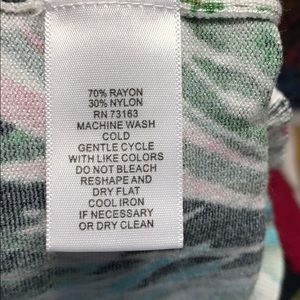 70% RAYON
30% NYLON
RN 73163
MACHINE WASH
COLD
GENTLE CYCLE
WITH LIKE COLORS
DO NOT BLEACH
RESHAPE AND
DRY FLAT
COOL IRON
IF NECESSARY
OR DRY CLEAN